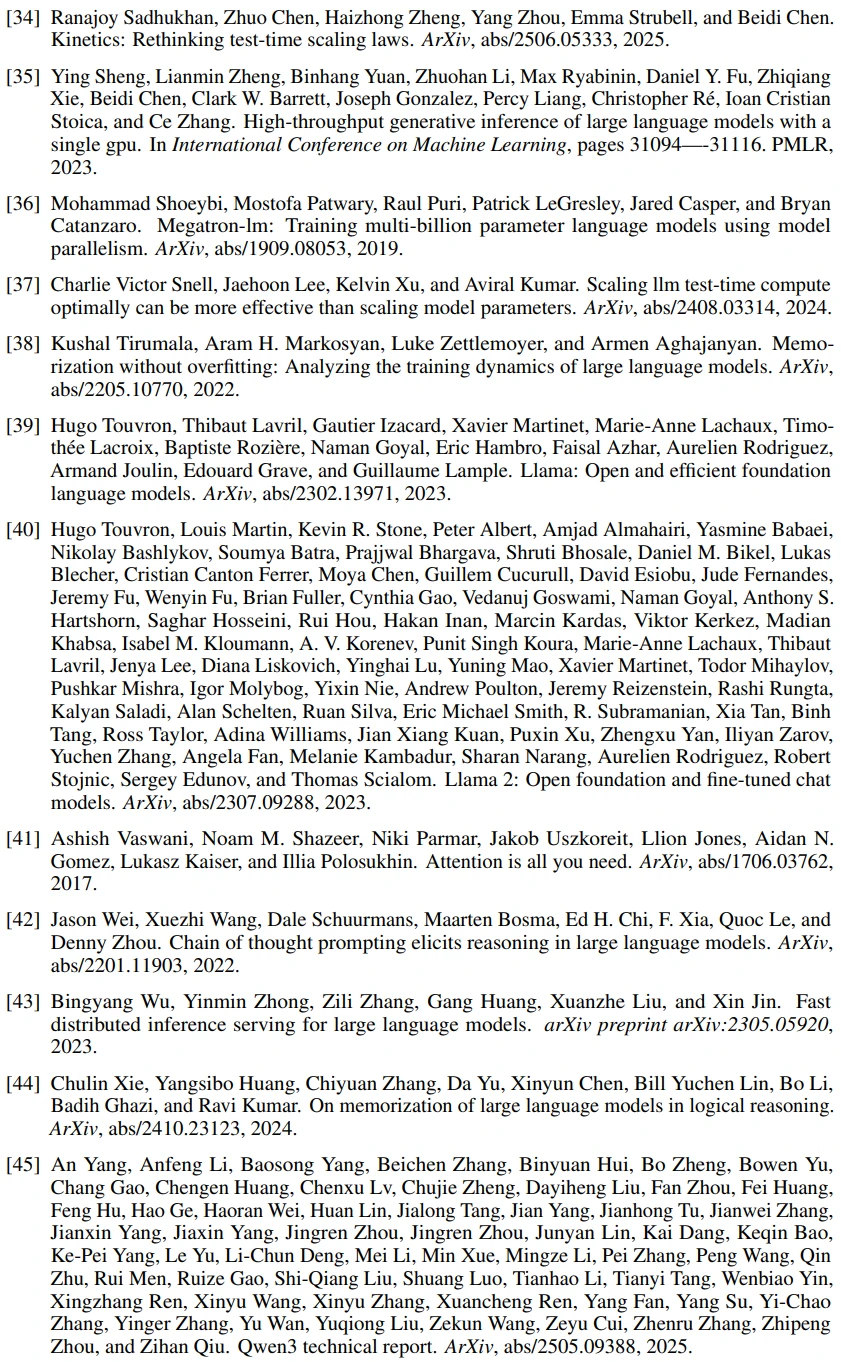 [34] Ranajoy Sadhukhan, Zhuo Chen, Haizhong Zheng, Yang Zhou, Emma Strubell, and Beidi Chen.
Kinetics: Rethinking test-time scaling laws. ArXiv, abs/2506.05333, 2025.
[35] Ying Sheng, Lianmin Zheng, Binhang Yuan, Zhuohan Li, Max Ryabinin, Daniel Y. Fu, Zhiqiang
Xie, Beidi Chen, Clark W. Barrett, Joseph Gonzalez, Percy Liang, Christopher Ré, Ioan Cristian
Stoica, and Ce Zhang. High-throughput generative inference of large language models with a
single gpu. In International Conference on Machine Learning, pages 31094—-31116. PMLR,
2023.
[36] Mohammad Shoeybi, Mostofa Patwary, Raul Puri, Patrick LeGresley, Jared Casper, and Bryan
Catanzaro. Megatron-lm: Training multi-billion parameter language models using model
parallelism. ArXiv, abs/1909.08053, 2019.
[37] Charlie Victor Snell, Jaehoon Lee, Kelvin Xu, and Aviral Kumar. Scaling llm test-time compute
optimally can be more effective than scaling model parameters. ArXiv, abs/2408.03314, 2024.
[38] Kushal Tirumala, Aram H. Markosyan, Luke Zettlemoyer, and Armen Aghajanyan. Memo-
rization without overfitting: Analyzing the training dynamics of large language models. ArXiv,
abs/2205.10770, 2022.
[39] Hugo Touvron, Thibaut Lavril, Gautier Izacard, Xavier Martinet, Marie-Anne Lachaux, Timo-
thée Lacroix, Baptiste Rozière, Naman Goyal, Eric Hambro, Faisal Azhar, Aurelien Rodriguez,
Armand Joulin, Edouard Grave, and Guillaume Lample. Llama: Open and efficient foundation
language models. ArXiv, abs/2302.13971, 2023.
[40] Hugo Touvron, Louis Martin, Kevin R. Stone, Peter Albert, Amjad Almahairi, Yasmine Babaei,
Nikolay Bashlykov, Soumya Batra, Prajjwal Bhargava, Shruti Bhosale, Daniel M. Bikel, Lukas
Blecher, Cristian Canton Ferrer, Moya Chen, Guillem Cucurull, David Esiobu, Jude Fernandes,
Jeremy Fu, Wenyin Fu, Brian Fuller, Cynthia Gao, Vedanuj Goswami, Naman Goyal, Anthony S.
Hartshorn, Saghar Hosseini, Rui Hou, Hakan Inan, Marcin Kardas, Viktor Kerkez, Madian
Khabsa, Isabel M. Kloumann, A. V. Korenev, Punit Singh Koura, Marie-Anne Lachaux, Thibaut
Lavril, Jenya Lee, Diana Liskovich, Yinghai Lu, Yuning Mao, Xavier Martinet, Todor Mihaylov,
Pushkar Mishra, Igor Molybog, Yixin Nie, Andrew Poulton, Jeremy Reizenstein, Rashi Rungta,
Kalyan Saladi, Alan Schelten, Ruan Silva, Eric Michael Smith, R. Subramanian, Xia Tan, Binh
Tang, Ross Taylor, Adina Williams, Jian Xiang Kuan, Puxin Xu, Zhengxu Yan, Iliyan Zarov,
Yuchen Zhang, Angela Fan, Melanie Kambadur, Sharan Narang, Aurelien Rodriguez, Robert
Stojnic, Sergey Edunov, and Thomas Scialom. Llama 2: Open foundation and fine-tuned chat
models. ArXiv, abs/2307.09288, 2023.
[41] Ashish Vaswani, Noam M. Shazeer, Niki Parmar, Jakob Uszkoreit, Llion Jones, Aidan N.
Gomez, Lukasz Kaiser, and Illia Polosukhin. Attention is all you need. ArXiv, abs/1706.03762,
2017.
[42] Jason Wei, Xuezhi Wang, Dale Schuurmans, Maarten Bosma, Ed H. Chi, F. Xia, Quoc Le, and
Denny Zhou. Chain of thought prompting elicits reasoning in large language models. ArXiv,
abs/2201.11903, 2022.
[43] Bingyang Wu, Yinmin Zhong, Zili Zhang, Gang Huang, Xuanzhe Liu, and Xin Jin. Fast
distributed inference serving for large language models. arXiv preprint arXiv:2305.05920,
2023.
[44] Chulin Xie, Yangsibo Huang, Chiyuan Zhang, Da Yu, Xinyun Chen, Bill Yuchen Lin, Bo Li,
Badih Ghazi, and Ravi Kumar. On memorization of large language models in logical reasoning.
ArXiv, abs/2410.23123, 2024.
[45] An Yang, Anfeng Li, Baosong Yang, Beichen Zhang, Binyuan Hui, Bo Zheng, Bowen Yu,
Chang Gao, Chengen Huang, Chenxu Lv, Chujie Zheng, Dayiheng Liu, Fan Zhou, Fei Huang,
Feng Hu, Hao Ge, Haoran Wei, Huan Lin, Jialong Tang, Jian Yang, Jianhong Tu, Jianwei Zhang,
Jianxin Yang, Jiaxin Yang, Jingren Zhou, Jingren Zhou, Junyan Lin, Kai Dang, Keqin Bao,
Ke-Pei Yang, Le Yu, Li-Chun Deng, Mei Li, Min Xue, Mingze Li, Pei Zhang, Peng Wang, Qin
Zhu, Rui Men, Ruize Gao, Shi-Qiang Liu, Shuang Luo, Tianhao Li, Tianyi Tang, Wenbiao Yin,
Xingzhang Ren, Xinyu Wang, Xinyu Zhang, Xuancheng Ren, Yang Fan, Yang Su, Yi-Chao
Zhang, Yinger Zhang, Yu Wan, Yuqiong Liu, Zekun Wang, Zeyu Cui, Zhenru Zhang, Zhipeng
Zhou, and Zihan Qiu. Qwen3 technical report. ArXiv, abs/2505.09388, 2025.